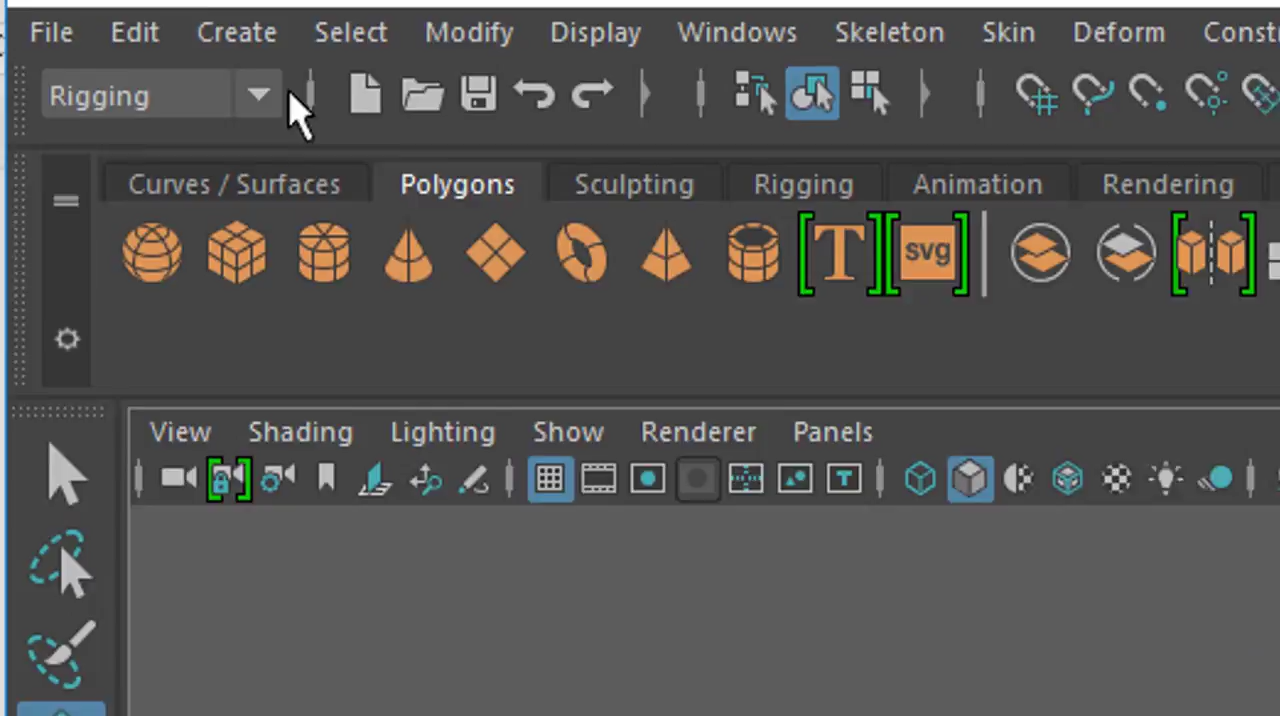 File Edit Create Select Modify Display Windows Skeleton Skin Deform
Rigging
Curves / Surfaces Polygons Sculpting Rigging Animation Rendering
T svg
View Shading Lighting Show Renderer Panels
T